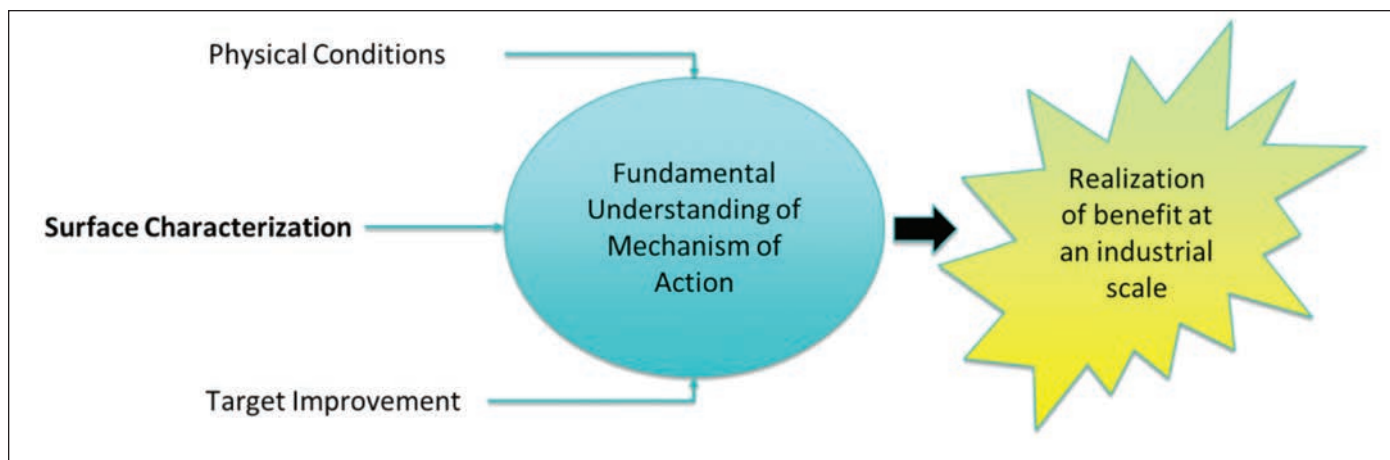 Physical Conditions
Surface Characterization
Target Improvement
Fundamental
Understanding of
Mechanism of
Action
Realization
of benefit at
an industrial
scale